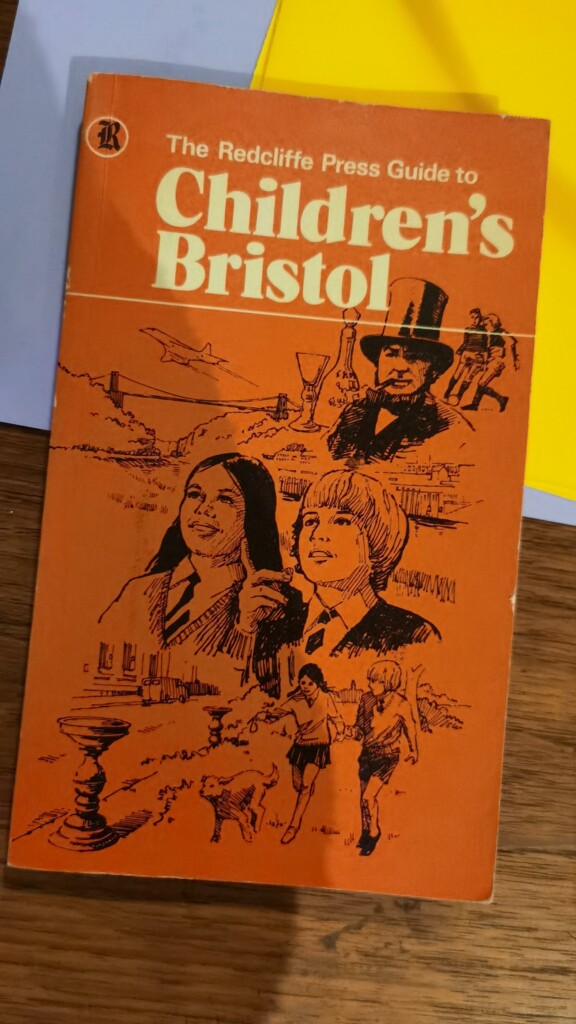 R
The Redcliffe Press Guide to
Children's
Bristol